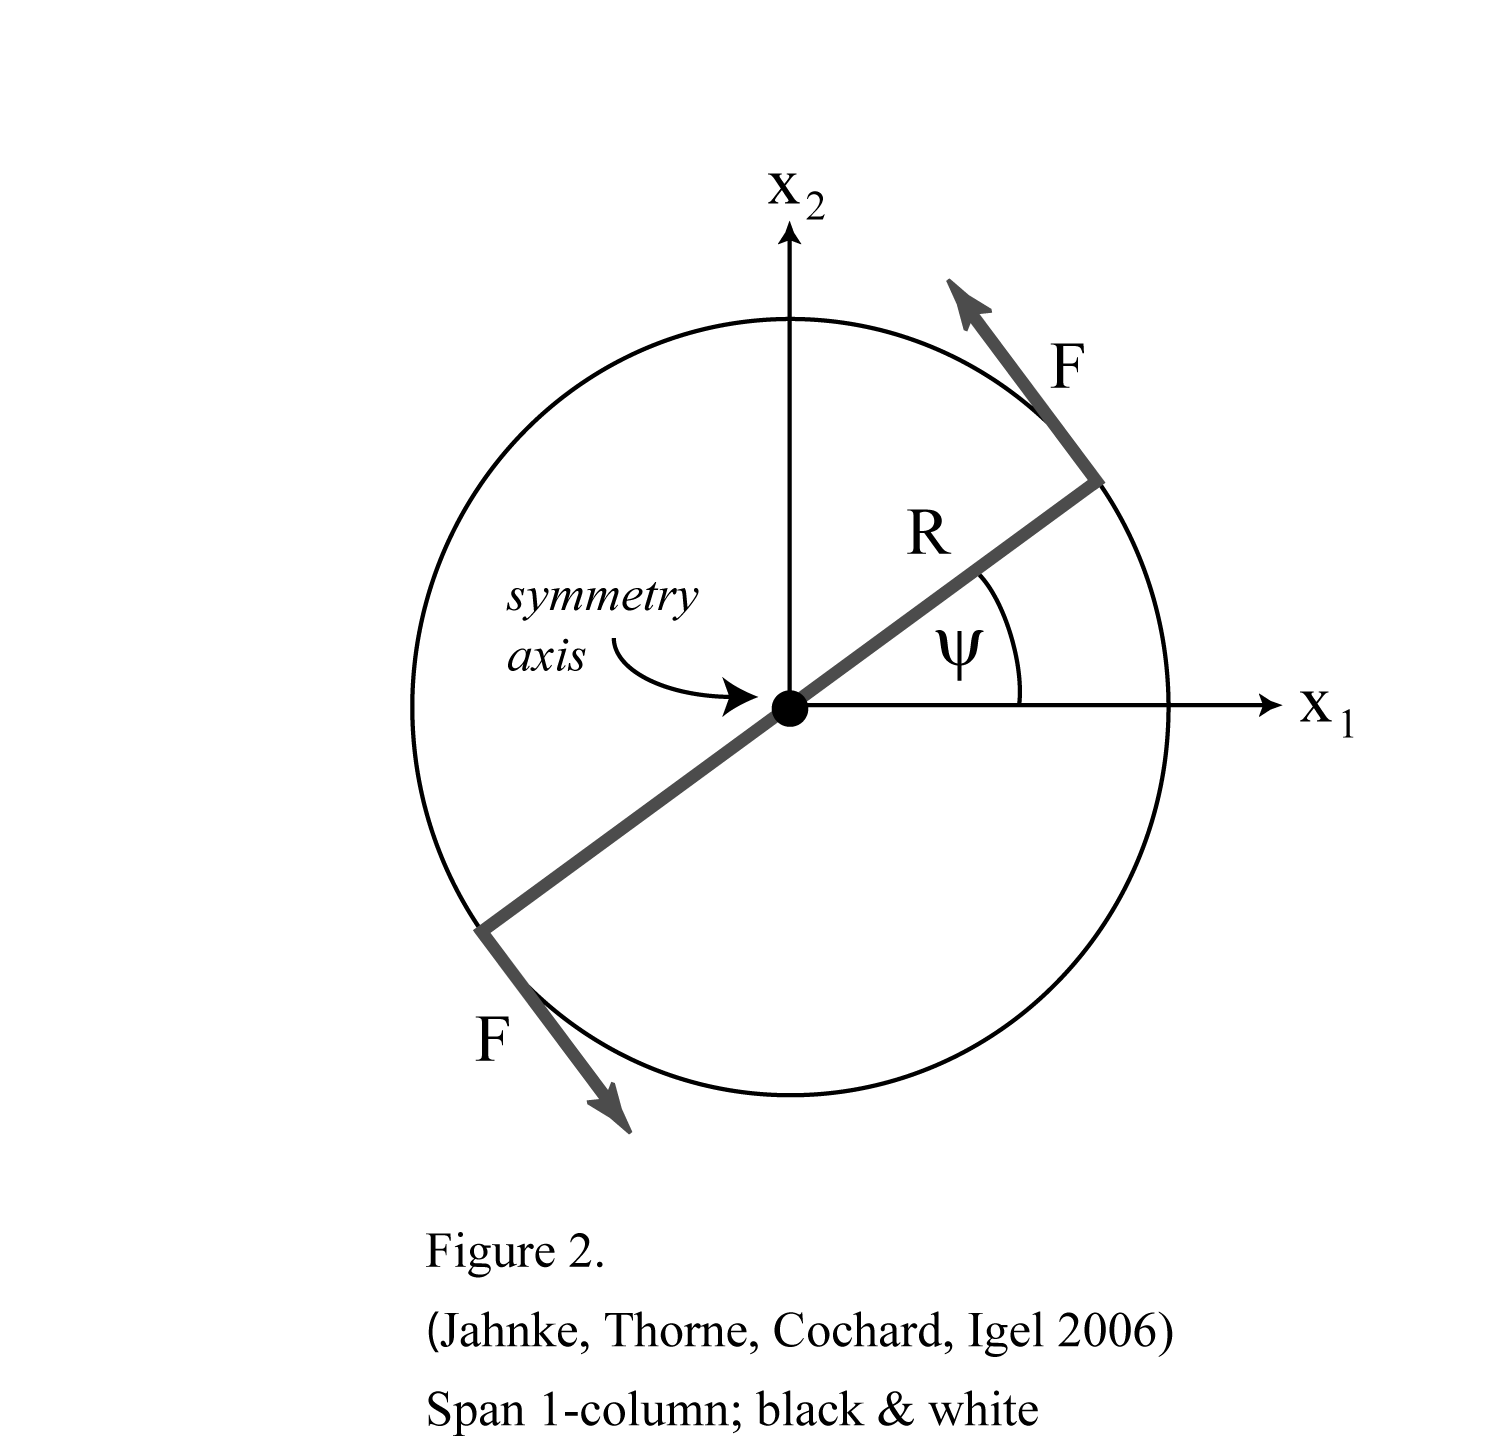 x2
F
R
symmetry
axis
ψ
x1
F
Figure 2.
(Jahnke, Thorne, Cochard, Igel 2006)
Span 1-column; black & white